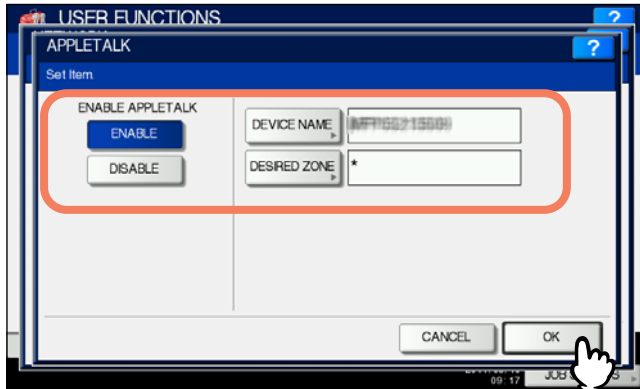 USER FUNCTIONS
?
APPLETALK
?
Set Item.
ENABLE APPLETALK
ENABLE
DISABLE
DEVICE NAME
DESIRED ZONE
*
CANCEL
OK
09:17